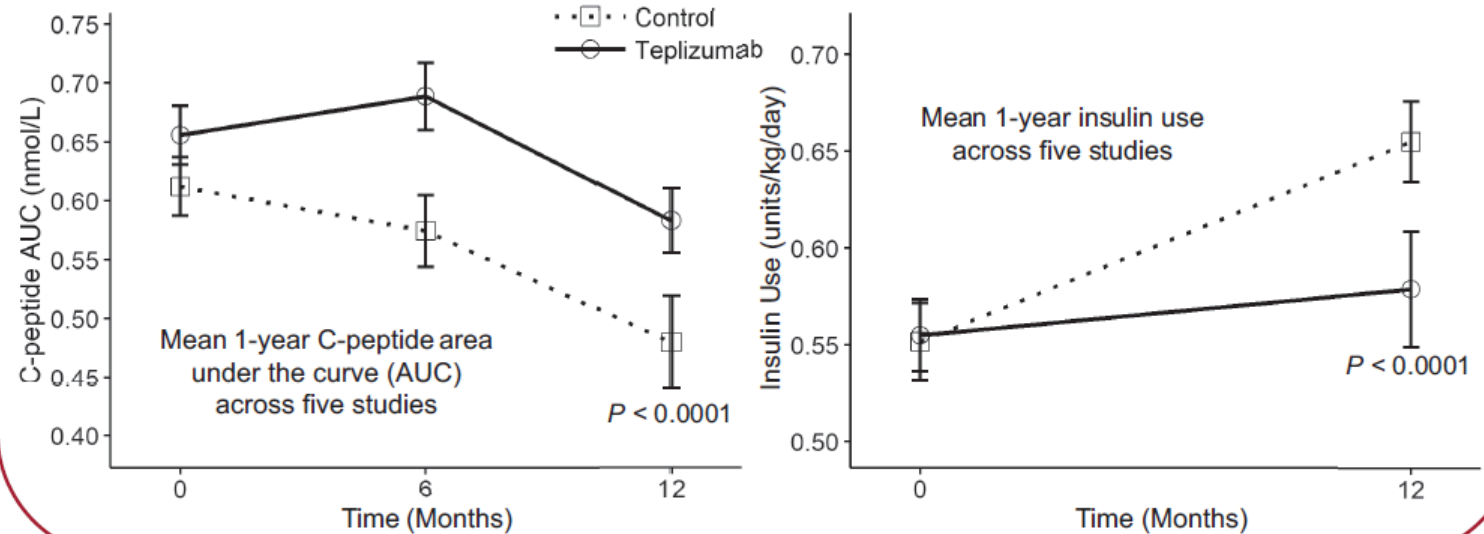 Control
Teplizumab
C-peptide AUC (nmol/L)
0.75
0.70
0.65
0.60
0.55
0.50
0.45
0.40
Mean 1-year C-peptide area
under the curve (AUC)
across five studies
P < 0.0001
0
6
12
Time (Months)
Insulin Use (units/kg/day)
0.70
0.65
0.60
0.55
0.50
Mean 1-year insulin use
across five studies
P < 0.0001
0
12
Time (Months)